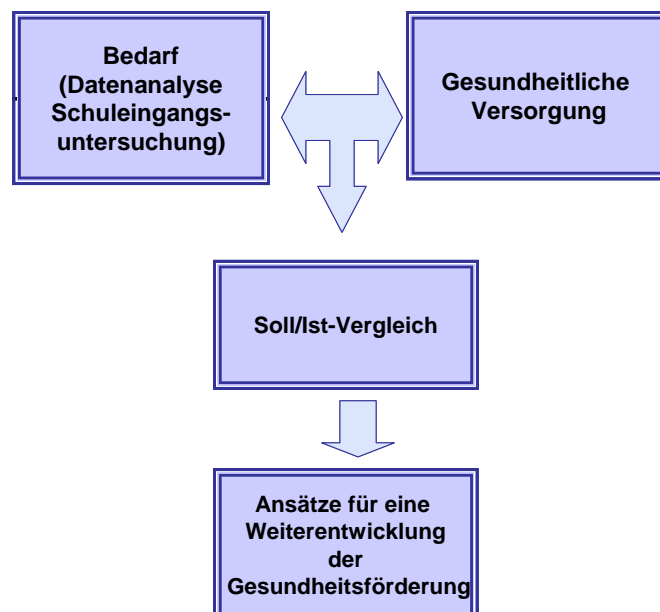 Bedarf
(Datenanalyse
Schuleingangs-
untersuchung)
Gesundheitliche
Versorgung
Soll/Ist-Vergleich
Ansätze für eine
Weiterentwicklung
der
Gesundheitsförderung